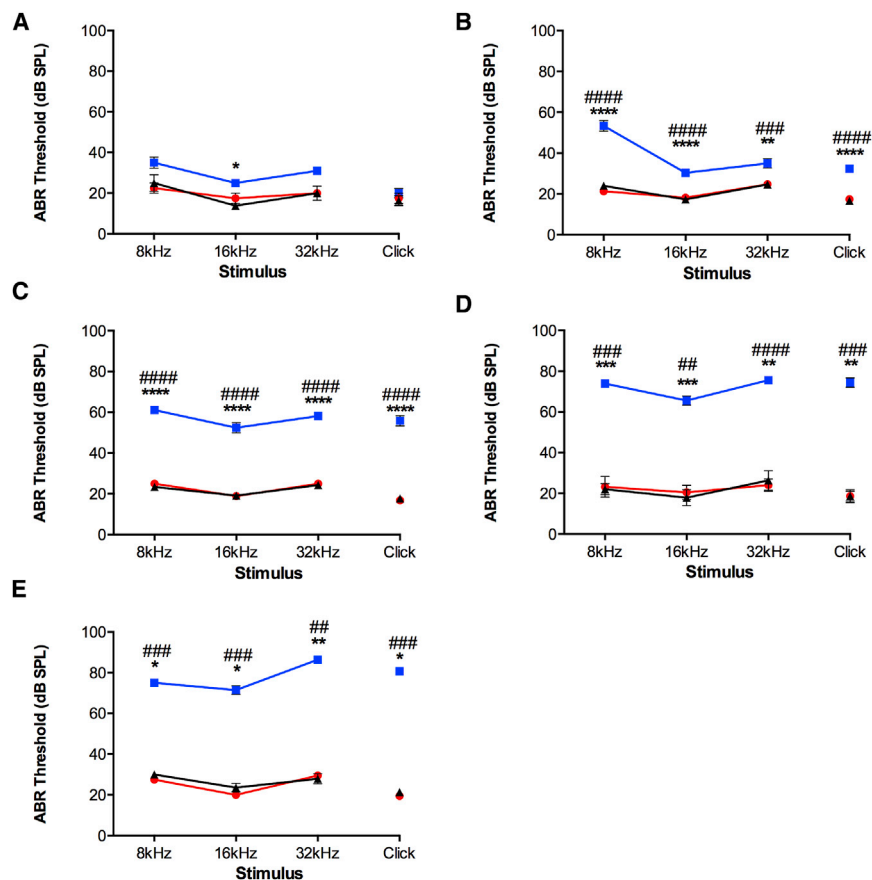 A
ABR Threshold (dB SPL)
100
80
60
40
20
0
*
8kHz 16kHz 32kHz Click
Stimulus
B
ABR Threshold (dB SPL)
100
80
60
40
20
0
#### #### ### ####
**** **** ** ****
8kHz 16kHz 32kHz Click
Stimulus
C
ABR Threshold (dB SPL)
100
80
60
40
20
0
#### #### #### ####
**** **** **** ****
8kHz 16kHz 32kHz Click
Stimulus
D
ABR Threshold (dB SPL)
100
80
60
40
20
0
### ## #### ###
*** *** ** **
8kHz 16kHz 32kHz Click
Stimulus
E
ABR Threshold (dB SPL)
100
80
60
40
20
0
### ### ## ###
* * ** *
8kHz 16kHz 32kHz Click
Stimulus